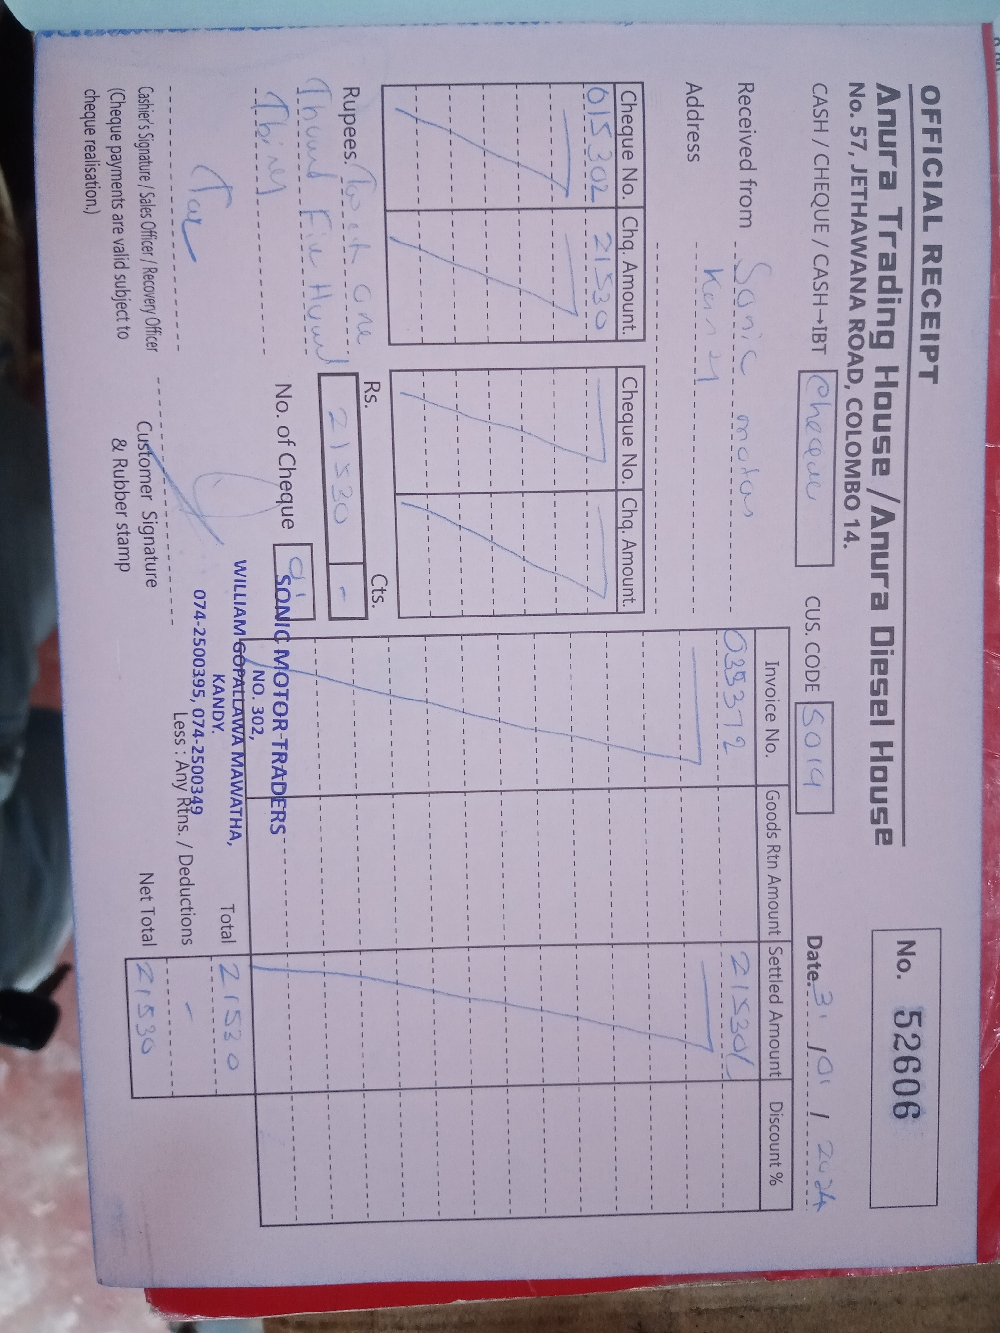 OFFICIAL RECEIPT
Anura Trading House / Anura Diesel House
No. 57, JETHAWANA ROAD, COLOMBO 14.
No. 52606
CASH / CHEQUE / CASH→IBT Cheque
CUS. CODE S019
Date. 31 / 01 / 2024
Received from Sonic motors
Address Kandy
Cheque No. Chq. Amount. Cheque No. Chq. Amount.
015302 21530
Invoice No. Goods Rtn Amount Settled Amount Discount %
035372 21530/
Rupees. Twenty One
Thousand Five Hundred
Thirty
Rs. Cts.
21530 -
No. of Cheque 01
SONIC MOTOR TRADERS
NO. 302,
WILLIAM GOPALLAWA MAWATHA,
KANDY.
074-2500395, 074-2500349
Total 21530
Less : Any Rtns. / Deductions -
Net Total 21530
Cashier's Signature / Sales Officer / Recovery Officer
(Cheque payments are valid subject to
cheque realisation.)
Customer Signature
& Rubber stamp